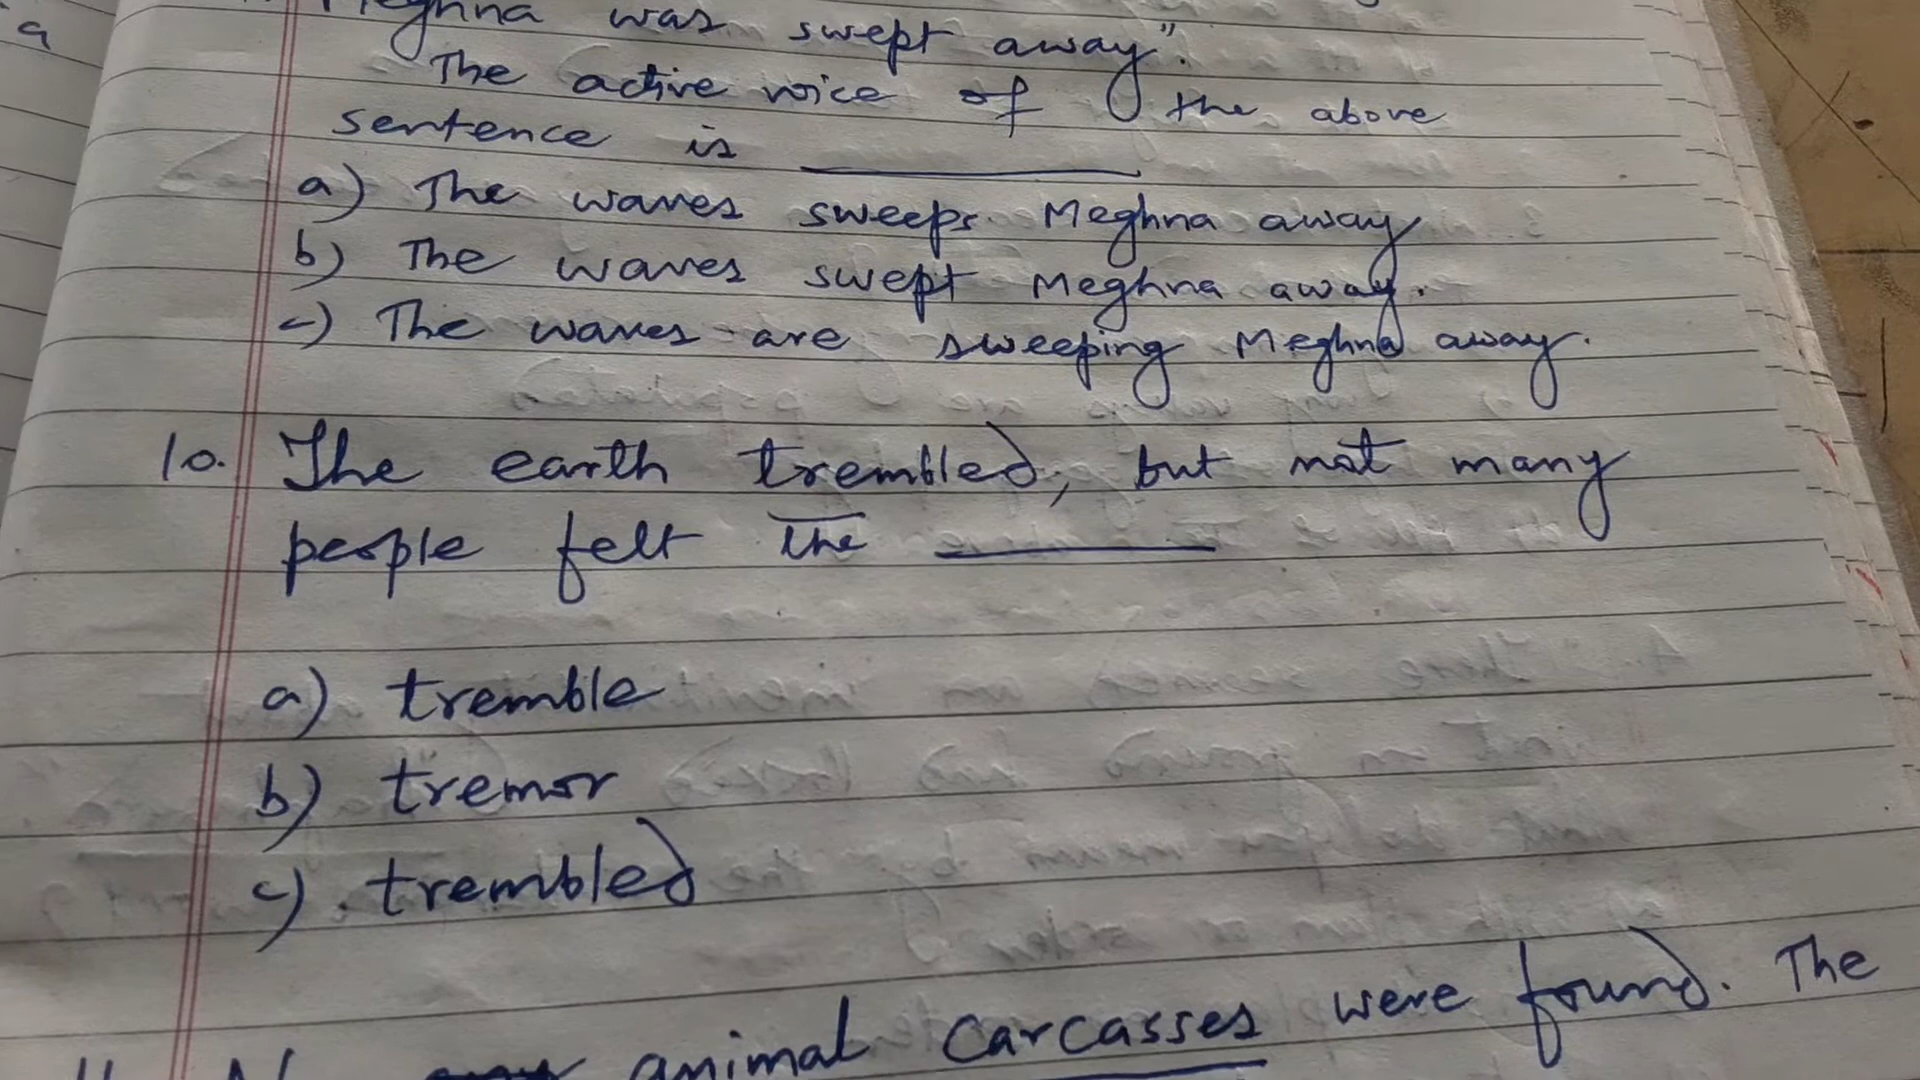 Meghna was swept away".
The active voice of the above
sentence is
a) The waves sweeps Meghna away
b) The waves swept Meghna away.
c) The waves are sweeping Meghna away.
10. The earth trembled, but not many
people felt the
a) tremble
b) tremor
c) trembled
animal carcasses were found. The